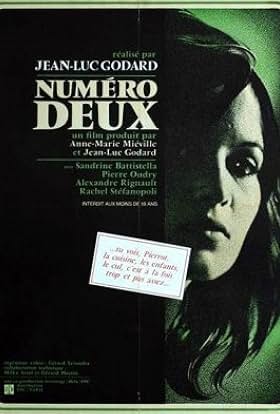 réalisé par
JEAN-LUC GODARD
NUMÉRO
DEUX
un film produit par
Anne-Marie Miéville
et Jean-Luc Godard
avec Sandrine Battistella
Pierre Oudry
Alexandre Rignault
Rachel Stéfanopoli
INTERDIT AUX MOINS DE 18 ANS
...tu vois, Pierrot,
la cuisine, les enfants,
le cul, c'est à la fois
trop et pas assez...